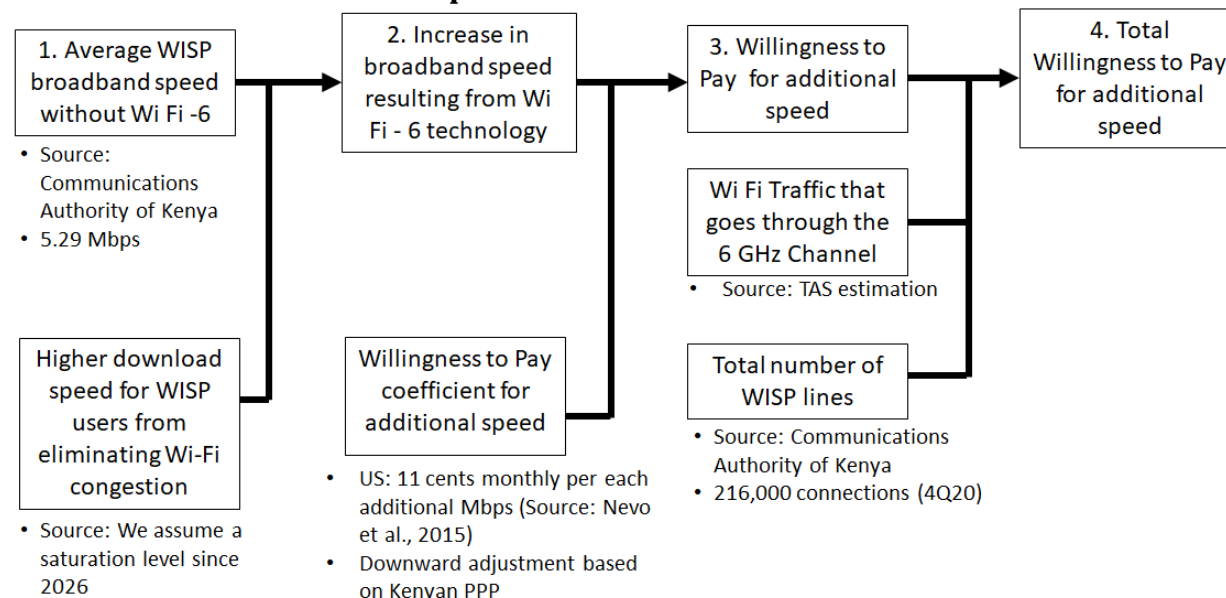 1. Average WISP
broadband speed
without Wi Fi -6
• Source:
Communications
Authority of Kenya
• 5.29 Mbps
Higher download
speed for WISP
users from
eliminating Wi-Fi
congestion
• Source: We assume a
saturation level since
2026
2. Increase in
broadband speed
resulting from Wi
Fi - 6 technology
Willingness to Pay
coefficient for
additional speed
• US: 11 cents monthly per each
additional Mbps (Source: Nevo
et al., 2015)
• Downward adjustment based
on Kenyan PPP
3. Willingness to
Pay for additional
speed
Wi Fi Traffic that
goes through the
6 GHz Channel
• Source: TAS estimation
Total number of
WISP lines
• Source: Communications
Authority of Kenya
• 216,000 connections (4Q20)
4. Total
Willingness to Pay
for additional
speed